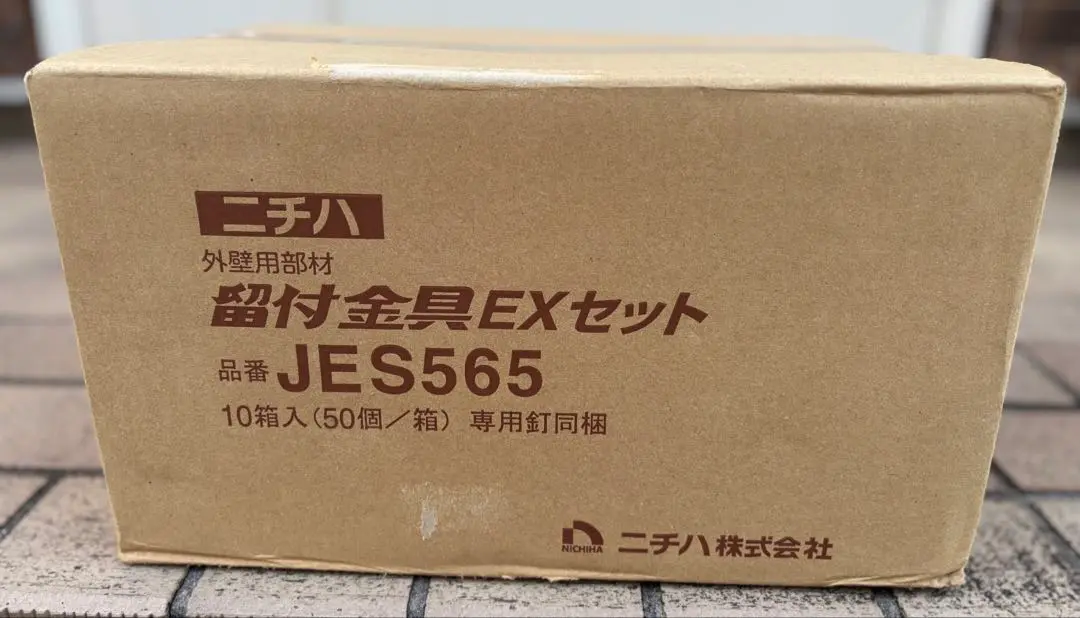 ニチハ
外壁用部材
留付金具EXセット
品番 JES565
10箱入(50個/箱) 専用釘同梱
NICHIHA ニチハ株式会社